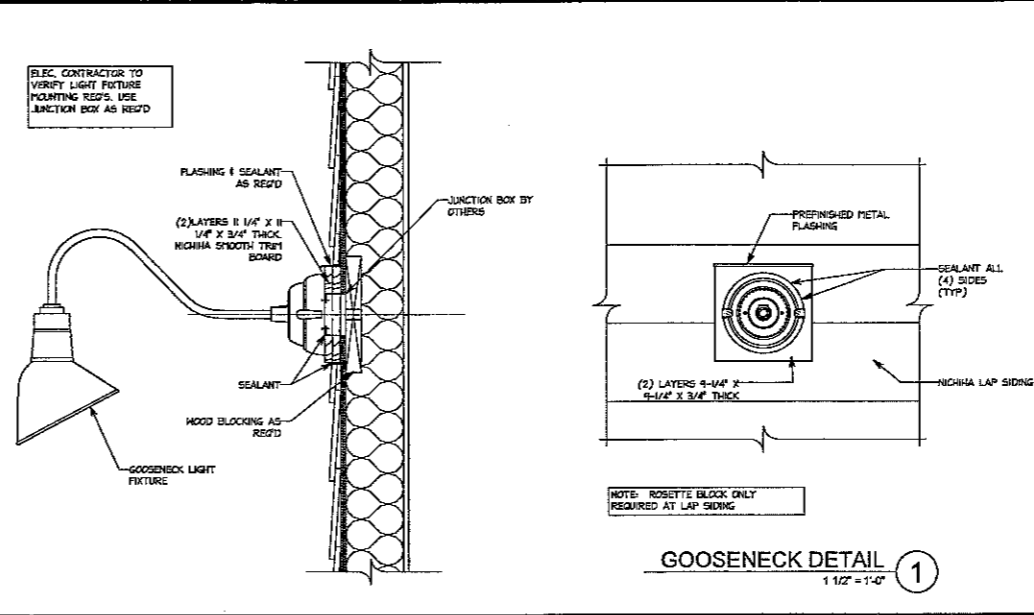 ELEC. CONTRACTOR TO
VERIFY LIGHT FIXTURE
MOUNTING REQ'S. USE
JUNCTION BOX AS REQ'D
FLASHING & SEALANT
AS REQ'D
(2)LAYERS 11 1/4" X 11
1/4" X 3/4" THICK
NICHIHA SMOOTH TRIM
BOARD
JUNCTION BOX BY
OTHERS
SEALANT
WOOD BLOCKING AS
REQ'D
GOOSENECK LIGHT
FIXTURE
PREFINISHED METAL
FLASHING
SEALANT ALL
(4) SIDES
(TYP)
(2) LAYERS 9-1/4" X
9-1/4" X 3/4" THICK
NICHIHA LAP SIDING
NOTE: ROSETTE BLOCK ONLY
REQUIRED AT LAP SIDING
GOOSENECK DETAIL
1 1/2" = 1'-0"
1